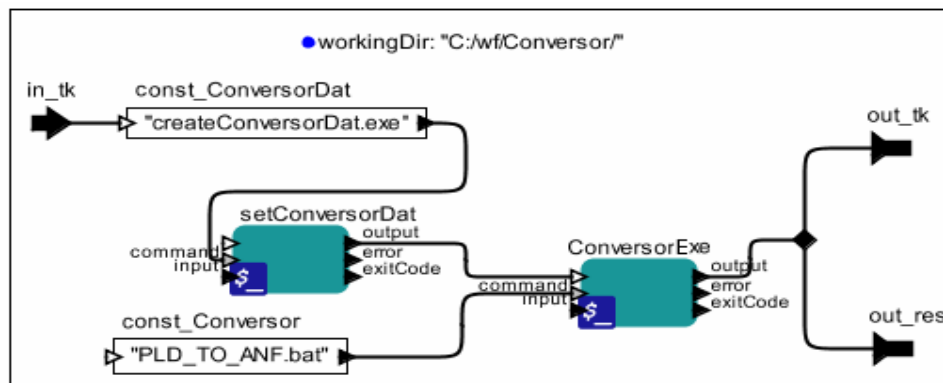 workingDir: "C:/wf/Conversor/"
const_ConversorDat
in_tk
"createConversorDat.exe"
out_tk
setConversorDat
output
command
error
input
exitCode
$_
ConversorExe
output
command
error
input
exitCode
$_
const_Conversor
"PLD_TO_ANF.bat"
out_res